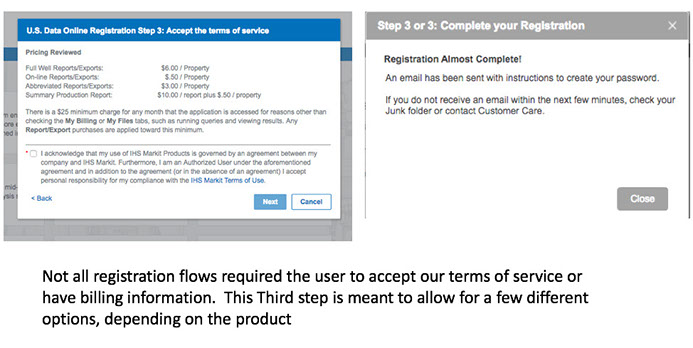 U.S. Data Online Registration Step 3: Accept the terms of service
Pricing Reviewed
Full Well Reports/Exports: $6.00 / Property
On-line Reports/Exports: $.50 / Property
Abbreviated Reports/Exports: $3.00 / Property
Summary Production Report: $10.00 / report plus $.50 / property
There is a $25 minimum charge for any month that the application is accessed for reasons other than
checking the My Billing or My Files tabs, such as running queries and viewing results. Any
Report/Export purchases are applied toward this minimum.
* I acknowledge that my use of IHS Markit Products is governed by an agreement between my
company and IHS Markit. Furthermore, I am an Authorized User under the aforementioned
agreement and in addition to the agreement (or in the absence of an agreement) I accept
personal responsibility for my compliance with the IHS Markit Terms of Use.
< Back
Next
Cancel
Step 3 or 3: Complete your Registration
Registration Almost Complete!
An email has been sent with instructions to create your password.
If you do not receive an email within the next few minutes, check your
Junk folder or contact Customer Care.
Close
Not all registration flows required the user to accept our terms of service or
have billing information.  This Third step is meant to allow for a few different
options, depending on the product